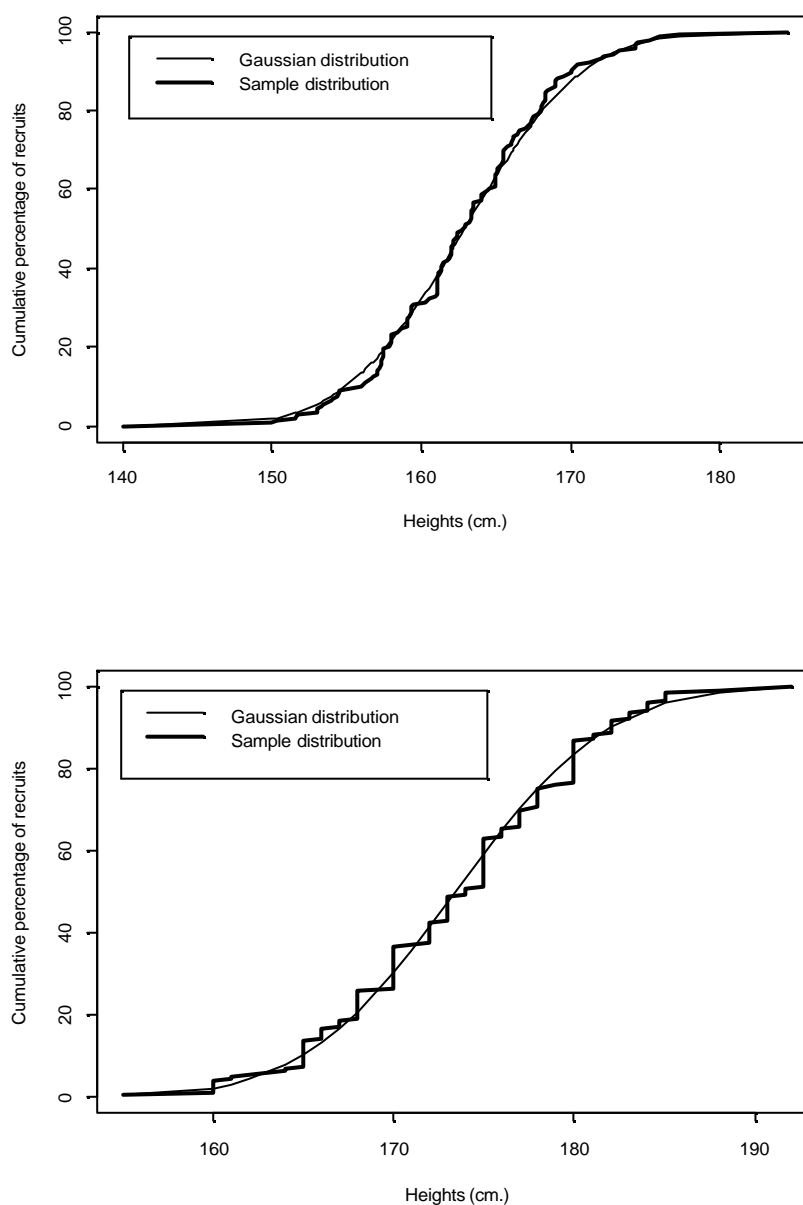 Gaussian distribution
Sample distribution
Cumulative percentage of recruits
100
80
60
40
20
0
140 150 160 170 180
Heights (cm.)
Gaussian distribution
Sample distribution
Cumulative percentage of recruits
100
80
60
40
20
0
160 170 180 190
Heights (cm.)